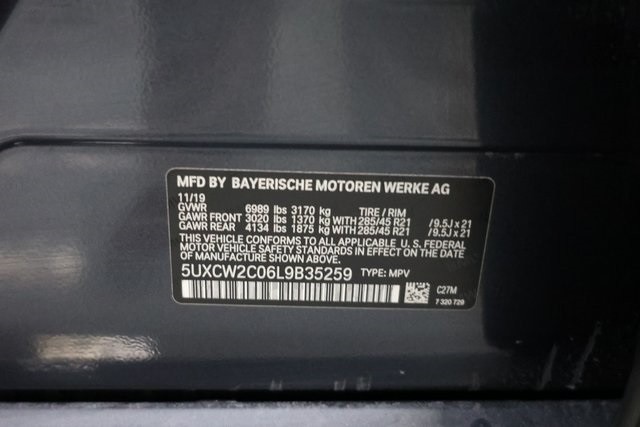 MFD BY BAYERISCHE MOTOREN WERKE AG
11/19
GVWR 6989 lbs 3170 kg TIRE / RIM
GAWR FRONT 3020 lbs 1370 kg WITH 285/45 R21 /9.5J x 21
GAWR REAR 4134 lbs 1875 kg WITH 285/45 R21 /9.5J x 21
THIS VEHICLE CONFORMS TO ALL APPLICABLE U.S. FEDERAL
MOTOR VEHICLE SAFETY STANDARDS IN EFFECT ON THE DATE
OF MANUFACTURE SHOWN ABOVE.
5UXCW2C06L9B35259 TYPE: MPV
C27M
7 320 729